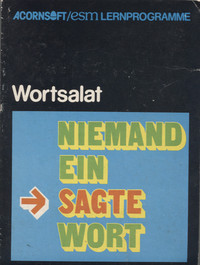 ACORNSOFT/esm LERNPROGRAMME
Wortsalat
NIEMAND
EIN
SAGTE
WORT